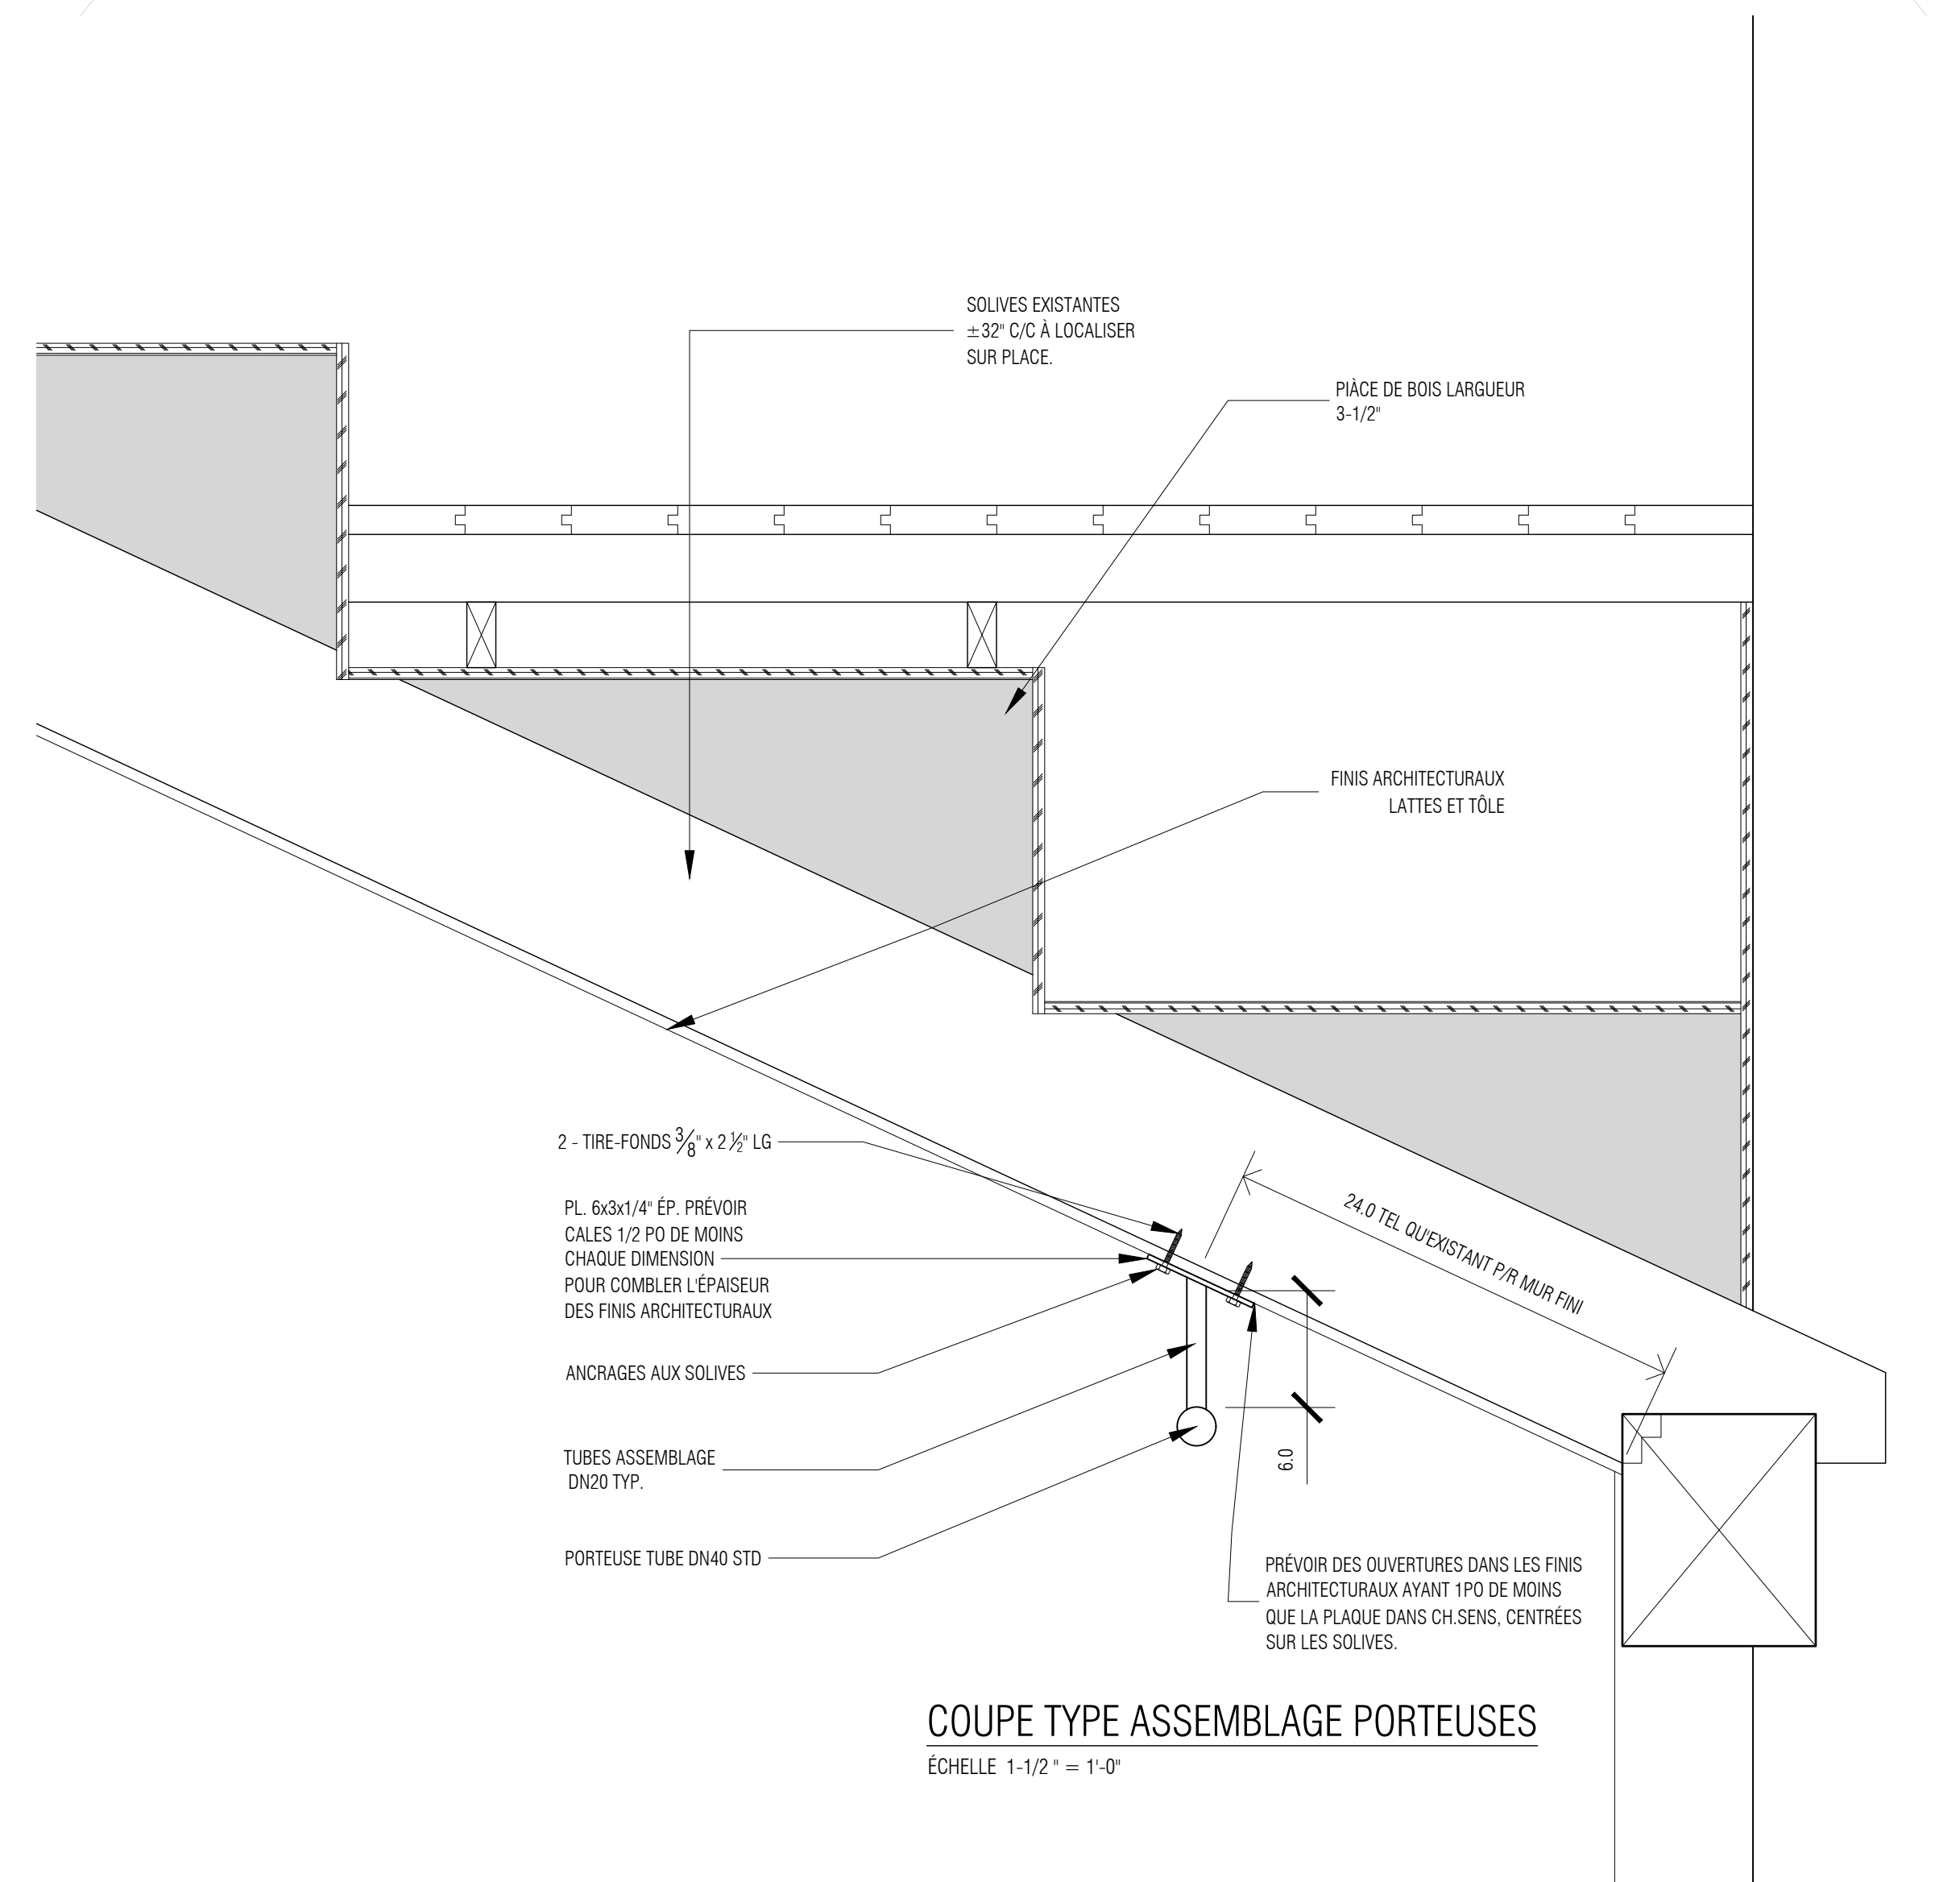 SOLIVES EXISTANTES
±32" C/C À LOCALISER
SUR PLACE.
PIÀCE DE BOIS LARGUEUR
3-1/2"
FINIS ARCHITECTURAUX
LATTES ET TÔLE
2 - TIRE-FONDS 3/8" x 2 1/2" LG
PL. 6x3x1/4" ÉP. PRÉVOIR
CALES 1/2 PO DE MOINS
CHAQUE DIMENSION
POUR COMBLER L'ÉPAISEUR
DES FINIS ARCHITECTURAUX
24.0 TEL QU'EXISTANT P/R MUR FINI
ANCRAGES AUX SOLIVES
TUBES ASSEMBLAGE
DN20 TYP.
6.0
PORTEUSE TUBE DN40 STD
PRÉVOIR DES OUVERTURES DANS LES FINIS
ARCHITECTURAUX AYANT 1PO DE MOINS
QUE LA PLAQUE DANS CH.SENS, CENTRÉES
SUR LES SOLIVES.
COUPE TYPE ASSEMBLAGE PORTEUSES
ÉCHELLE 1-1/2 " = 1'-0"